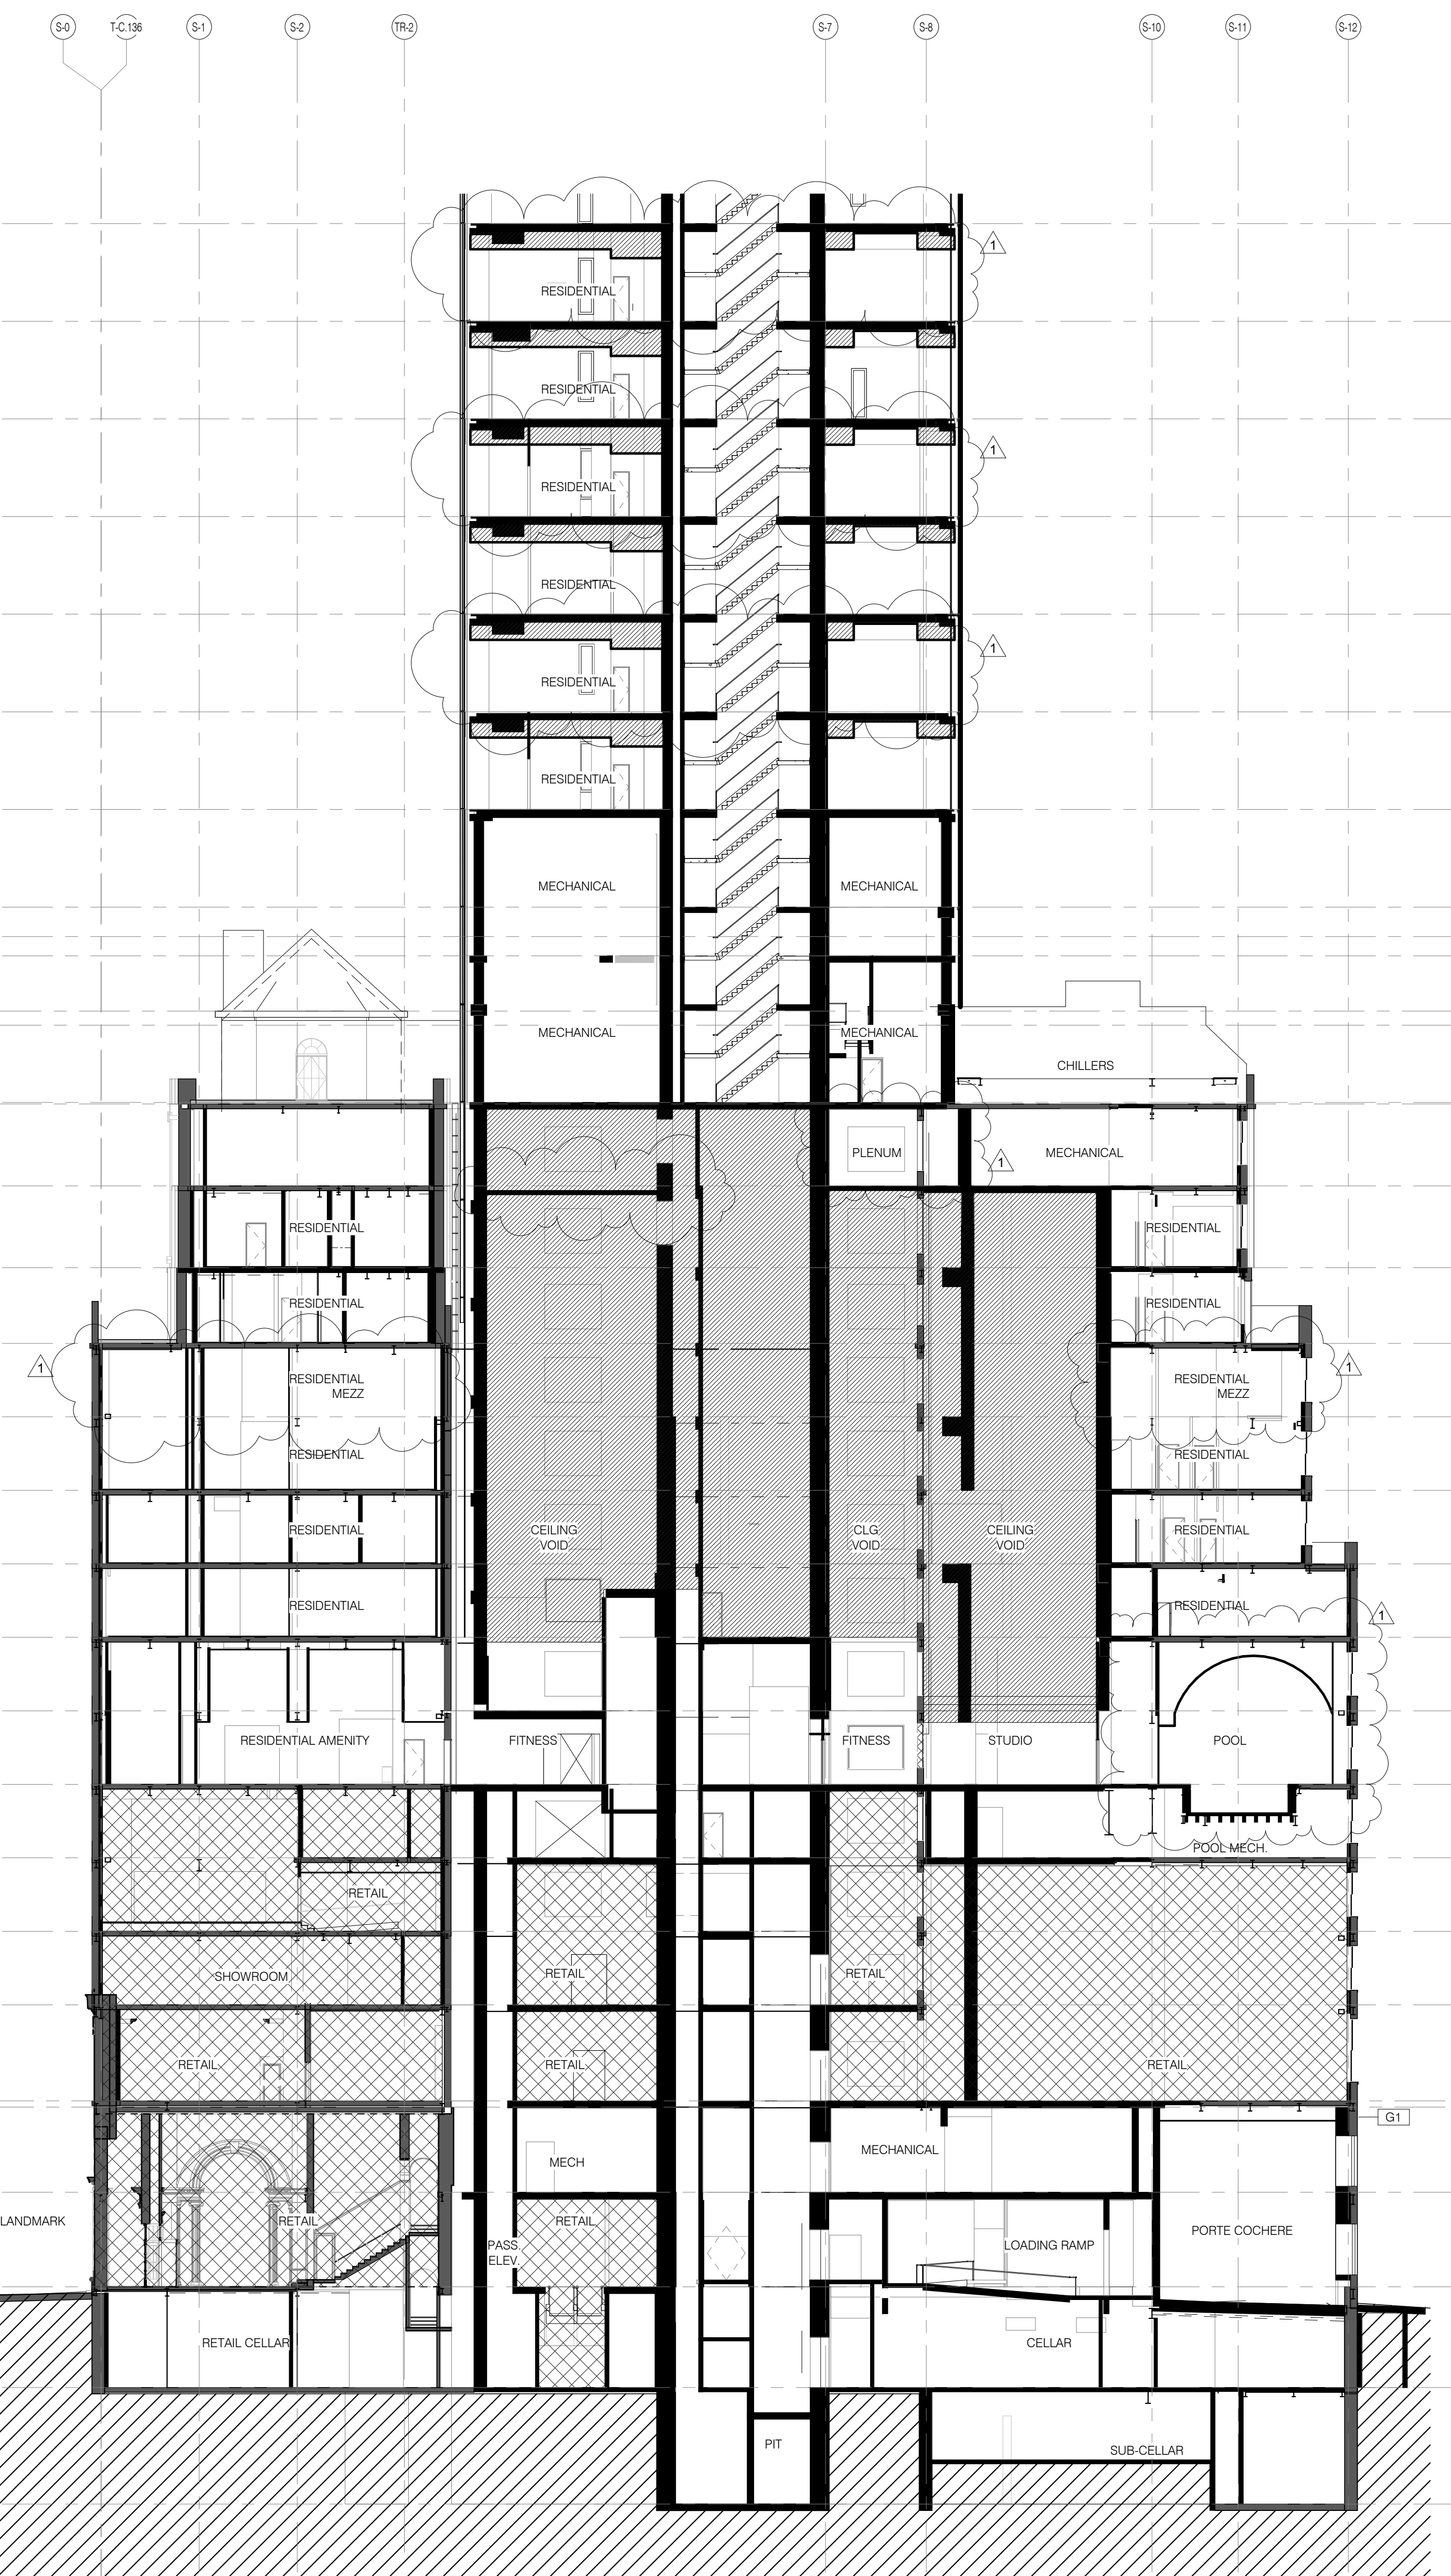 S-0
T-C.136
S-1
S-2
TR-2
S-7
S-8
S-10
S-11
S-12
1
RESIDENTIAL
RESIDENTIAL
1
RESIDENTIAL
RESIDENTIAL
1
RESIDENTIAL
RESIDENTIAL
MECHANICAL
MECHANICAL
MECHANICAL
MECHANICAL
CHILLERS
PLENUM
1
MECHANICAL
RESIDENTIAL
RESIDENTIAL
RESIDENTIAL
RESIDENTIAL
1
RESIDENTIAL
MEZZ
RESIDENTIAL
MEZZ
1
RESIDENTIAL
RESIDENTIAL
RESIDENTIAL
CEILING
VOID
CLG
VOID
CEILING
VOID
RESIDENTIAL
RESIDENTIAL
RESIDENTIAL
1
RESIDENTIAL AMENITY
FITNESS
FITNESS
STUDIO
POOL
POOL MECH.
RETAIL
SHOWROOM
RETAIL
RETAIL
RETAIL
RETAIL
RETAIL
G1
MECH
MECHANICAL
LANDMARK
RETAIL
RETAIL
PASS.
ELEV.
LOADING RAMP
PORTE COCHERE
RETAIL CELLAR
CELLAR
PIT
SUB-CELLAR